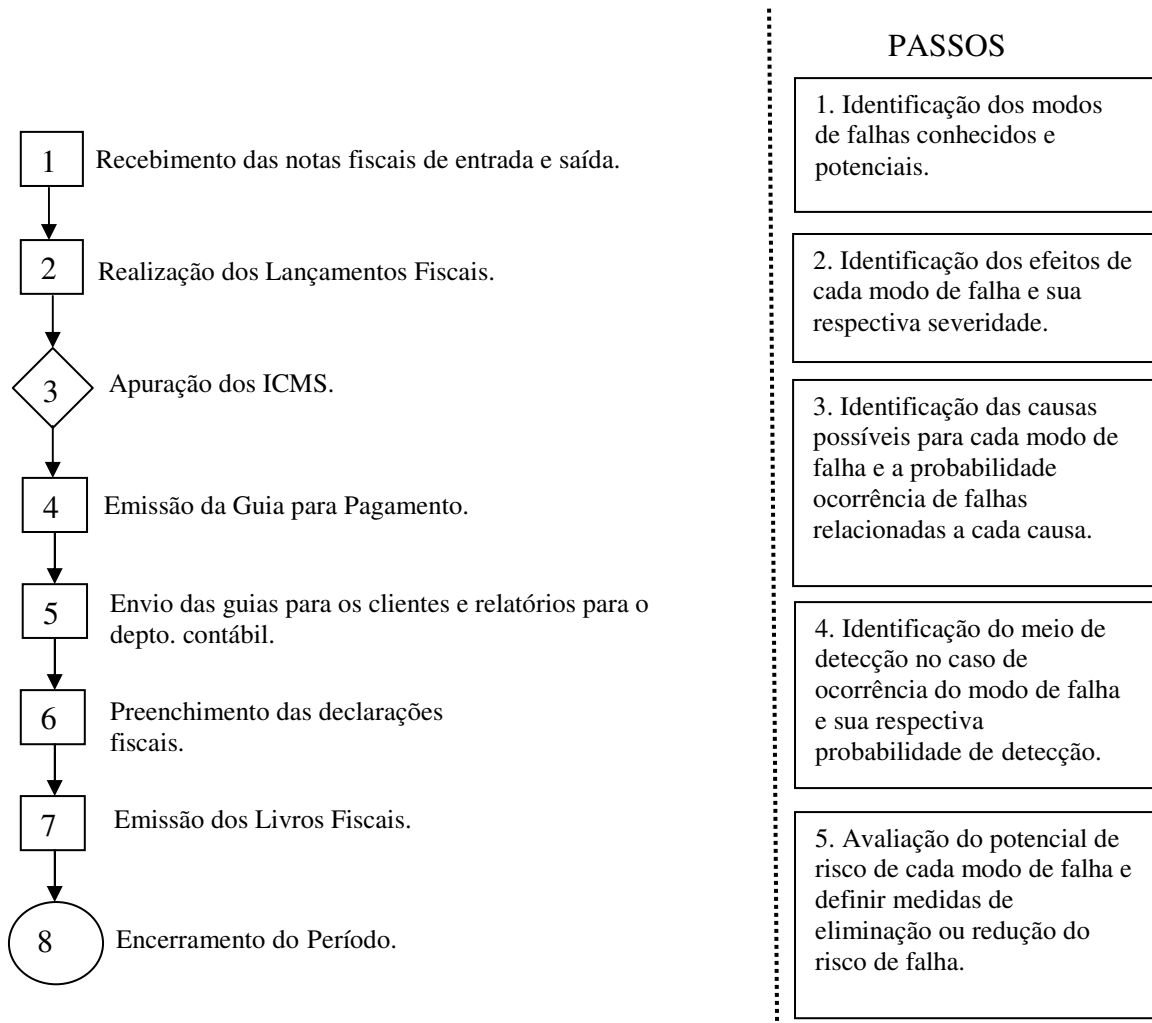 1
Recebimento das notas fiscais de entrada e saída.
2
Realização dos Lançamentos Fiscais.
3
Apuração dos ICMS.
4
Emissão da Guia para Pagamento.
5
Envio das guias para os clientes e relatórios para o
depto. contábil.
6
Preenchimento das declarações
fiscais.
7
Emissão dos Livros Fiscais.
8
Encerramento do Período.
PASSOS
1. Identificação dos modos
de falhas conhecidos e
potenciais.
2. Identificação dos efeitos de
cada modo de falha e sua
respectiva severidade.
3. Identificação das causas
possíveis para cada modo de
falha e a probabilidade
ocorrência de falhas
relacionadas a cada causa.
4. Identificação do meio de
detecção no caso de
ocorrência do modo de falha
e sua respectiva
probabilidade de detecção.
5. Avaliação do potencial de
risco de cada modo de falha e
definir medidas de
eliminação ou redução do
risco de falha.